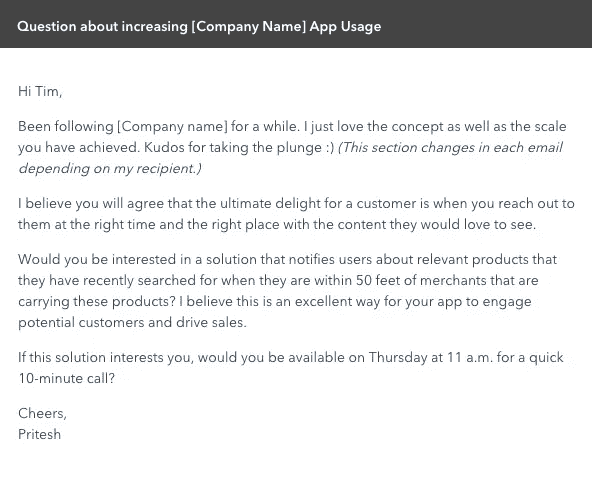 Question about increasing [Company Name] App Usage
Hi Tim,
Been following [Company name] for a while. I just love the concept as well as the scale
you have achieved. Kudos for taking the plunge :) (This section changes in each email
depending on my recipient.)
I believe you will agree that the ultimate delight for a customer is when you reach out to
them at the right time and the right place with the content they would love to see.
Would you be interested in a solution that notifies users about relevant products that
they have recently searched for when they are within 50 feet of merchants that are
carrying these products? I believe this is an excellent way for your app to engage
potential customers and drive sales.
If this solution interests you, would you be available on Thursday at 11 a.m. for a quick
10-minute call?
Cheers,
Pritesh